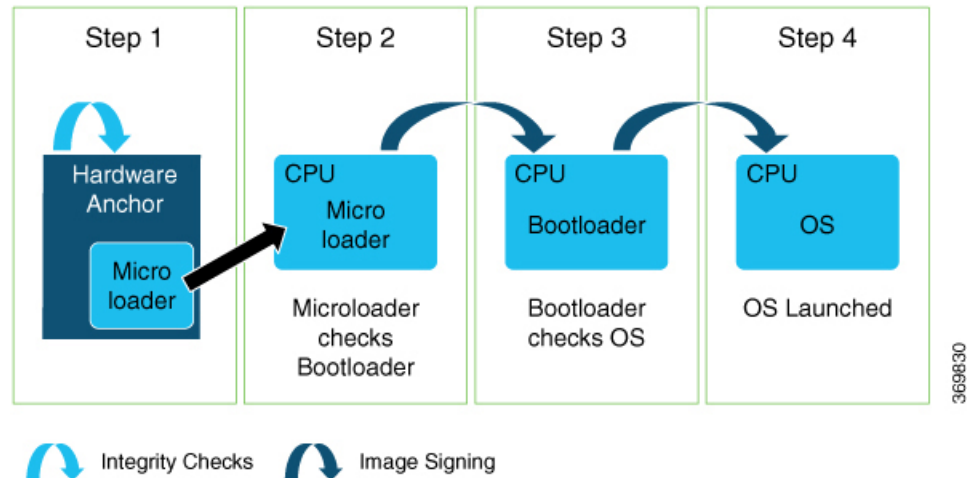 Step 1
Step 2
Step 3
Step 4
Hardware
Anchor
Micro
loader
CPU
Micro
loader
CPU
Bootloader
CPU
OS
Microloader
checks
Bootloader
Bootloader
checks OS
OS Launched
369830
Integrity Checks
Image Signing